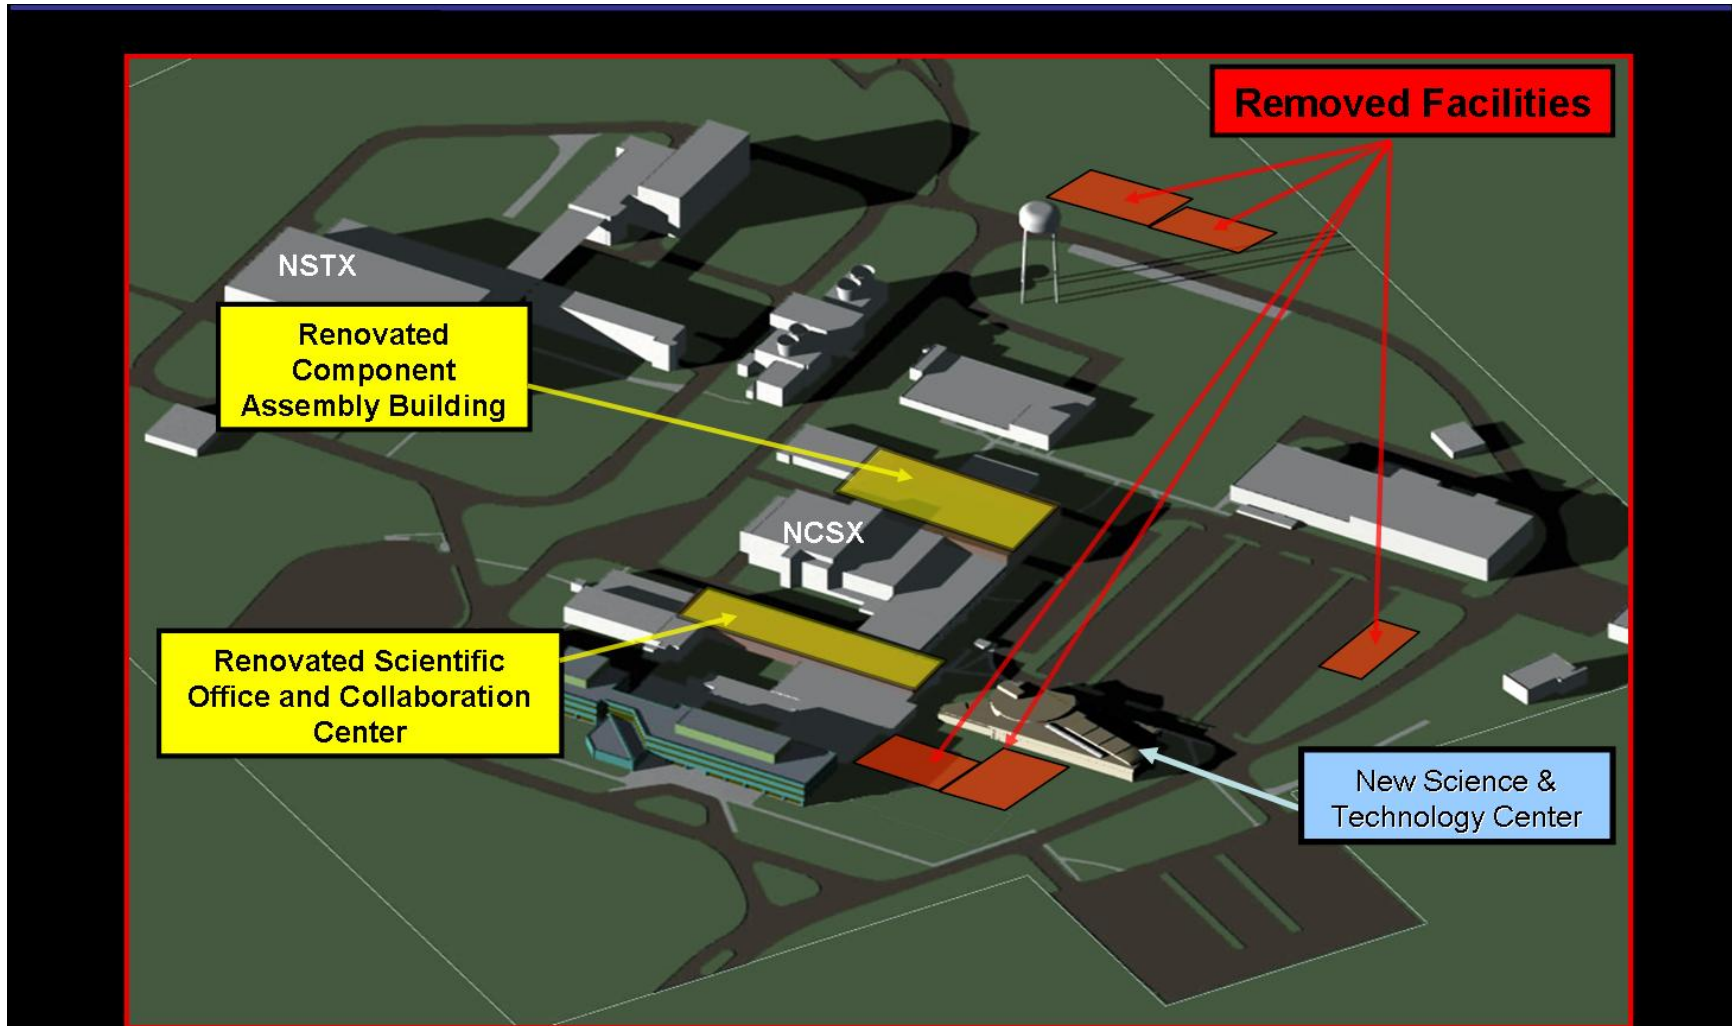 Removed Facilities
NSTX
Renovated
Component
Assembly Building
NCSX
Renovated Scientific
Office and Collaboration
Center
New Science &
Technology Center